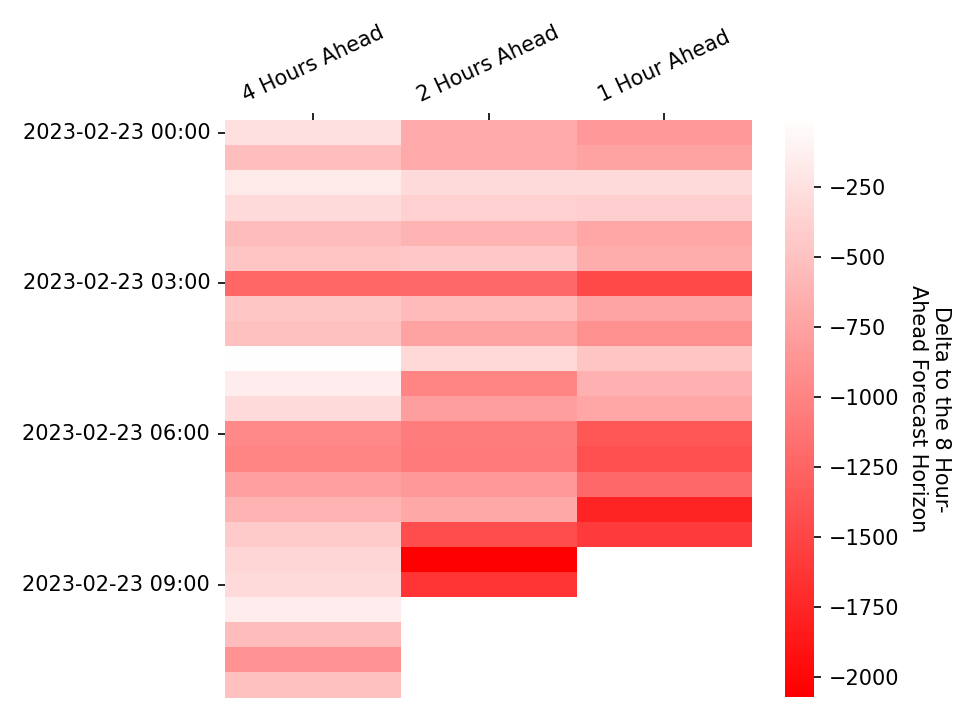 4 Hours Ahead
2 Hours Ahead
1 Hour Ahead
2023-02-23 00:00
2023-02-23 03:00
2023-02-23 06:00
2023-02-23 09:00
−250
−500
−750
−1000
−1250
−1500
−1750
−2000
Delta to the 8 Hour-
Ahead Forecast Horizon